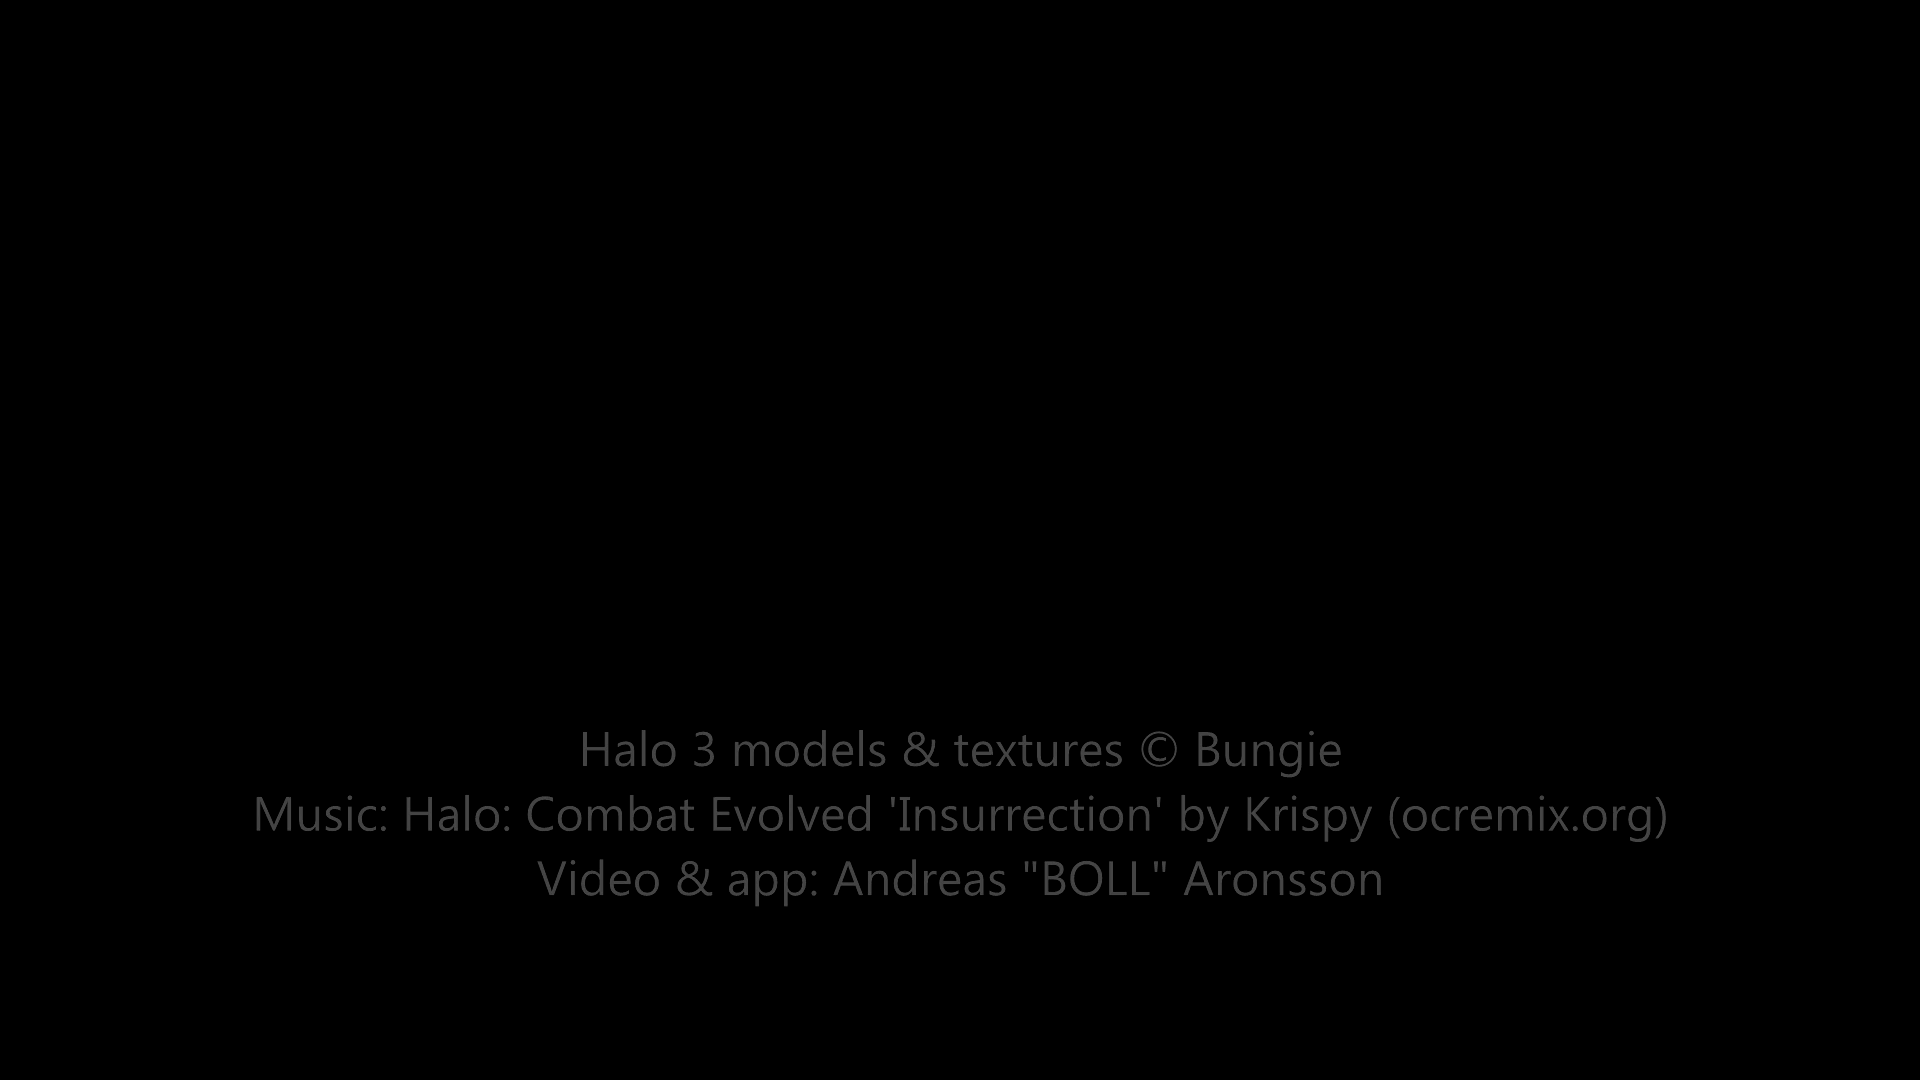 Halo 3 models & textures © Bungie
Music: Halo: Combat Evolved 'Insurrection' by Krispy (ocremix.org)
Video & app: Andreas "BOLL" Aronsson